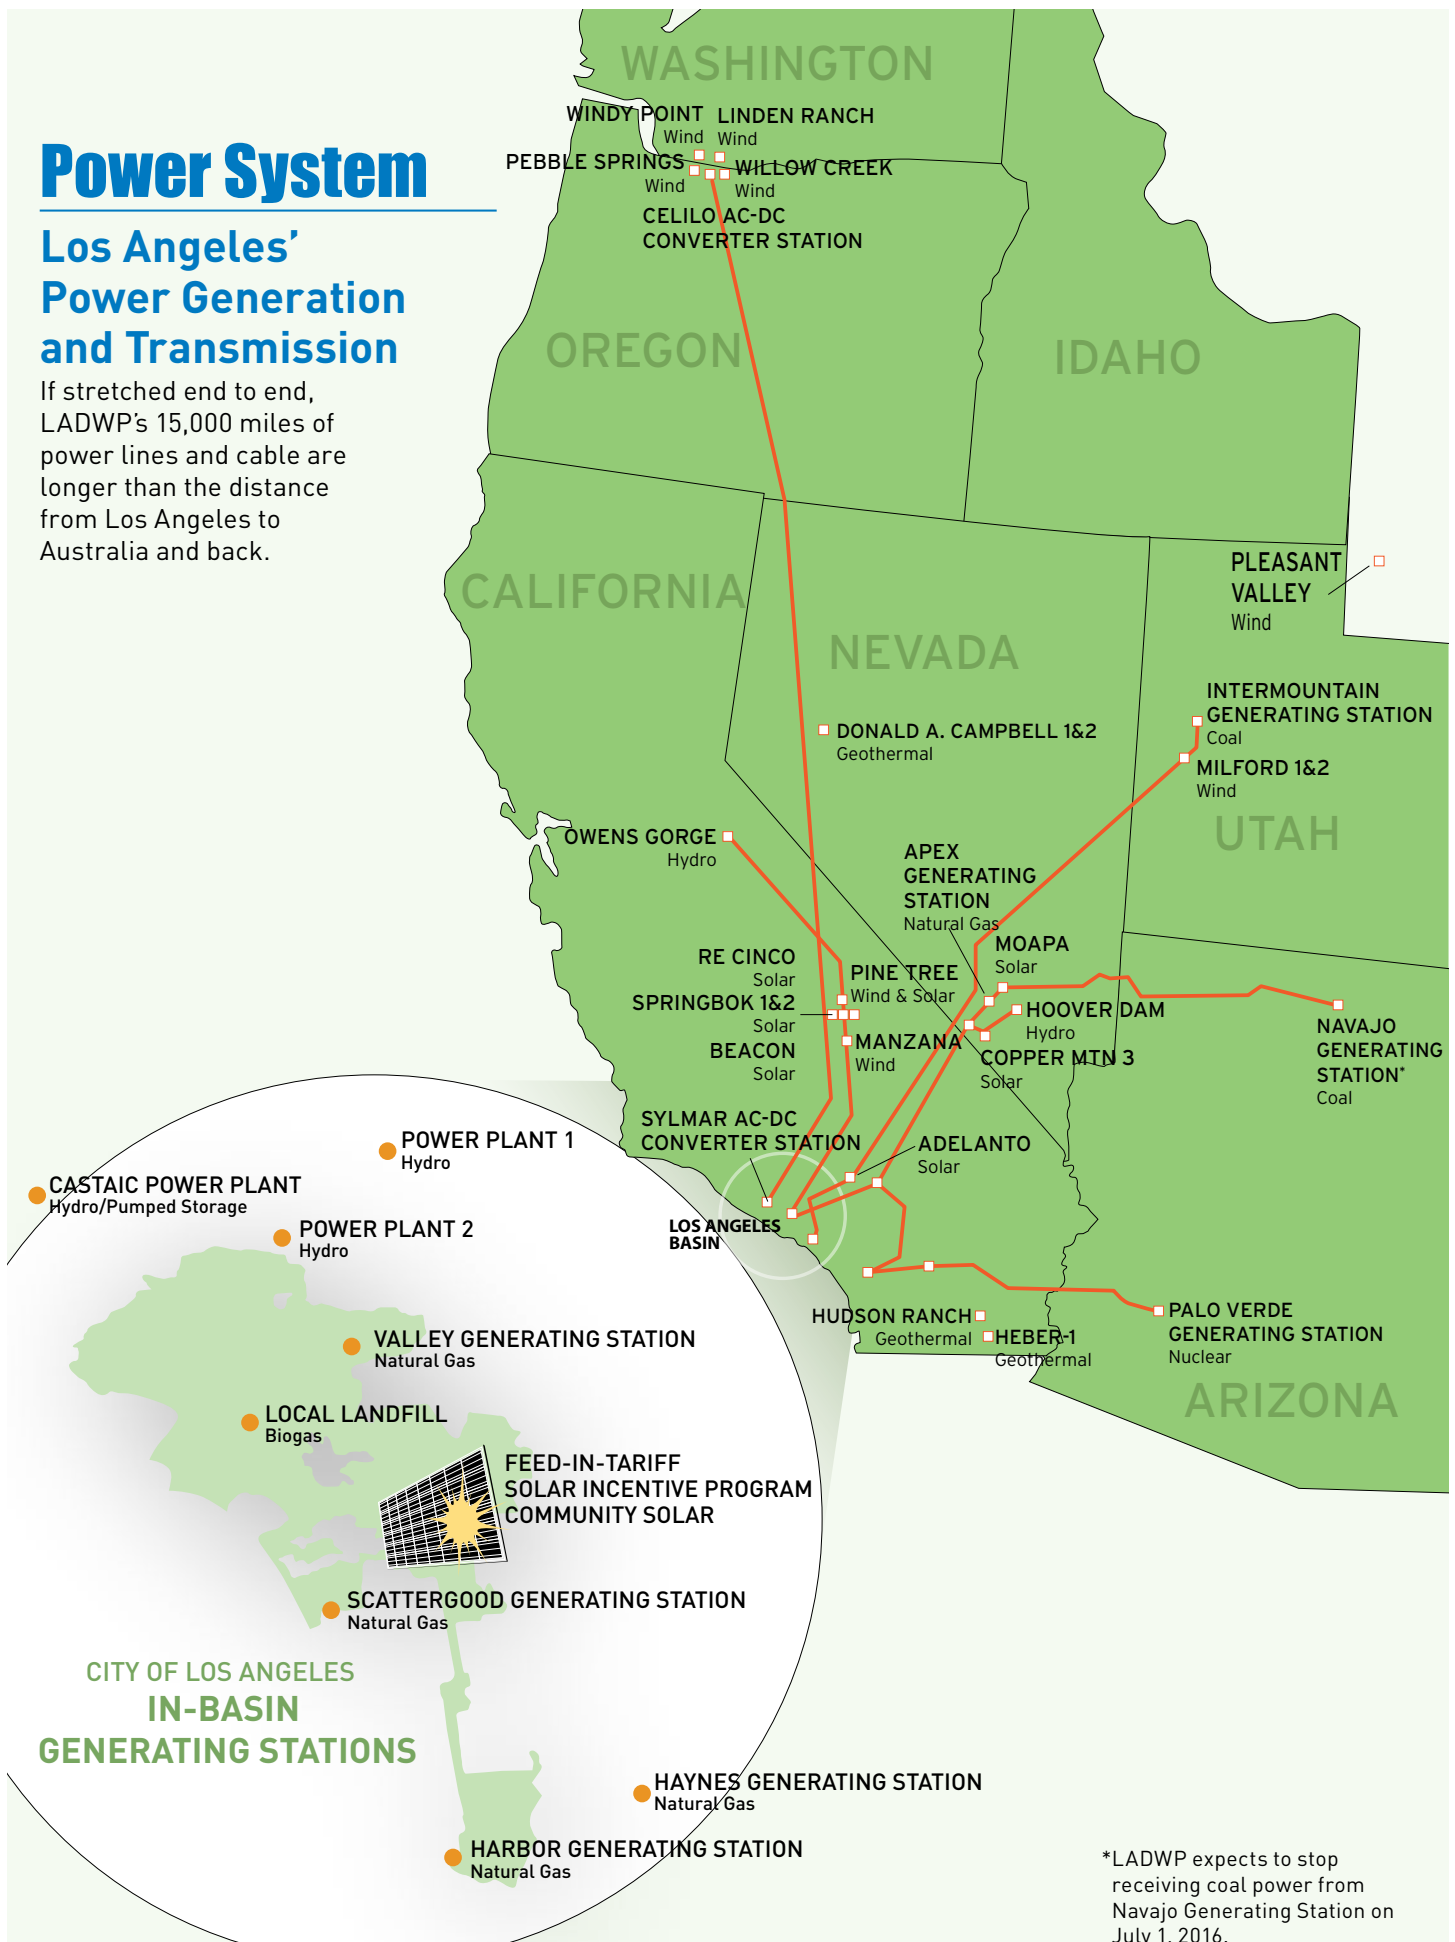 Power System
Los Angeles’
Power Generation
and Transmission
If stretched end to end,
LADWP’s 15,000 miles of
power lines and cable are
longer than the distance
from Los Angeles to
Australia and back.
WASHINGTON
WINDY POINT
Wind
LINDEN RANCH
Wind
PEBBLE SPRINGS
Wind
WILLOW CREEK
Wind
CELILO AC-DC
CONVERTER STATION
OREGON
IDAHO
CALIFORNIA
NEVADA
PLEASANT
VALLEY
Wind
INTERMOUNTAIN
GENERATING STATION
Coal
DONALD A. CAMPBELL 1&2
Geothermal
MILFORD 1&2
Wind
UTAH
OWENS GORGE
Hydro
APEX
GENERATING
STATION
Natural Gas
MOAPA
Solar
RE CINCO
Solar
PINE TREE
Wind & Solar
SPRINGBOK 1&2
Solar
HOOVER DAM
Hydro
BEACON
Solar
MANZANA
Wind
COPPER MTN 3
Solar
NAVAJO
GENERATING
STATION*
Coal
SYLMAR AC-DC
CONVERTER STATION
ADELANTO
Solar
LOS ANGELES
BASIN
HUDSON RANCH
Geothermal
HEBER-1
Geothermal
PALO VERDE
GENERATING STATION
Nuclear
ARIZONA
POWER PLANT 1
Hydro
CASTAIC POWER PLANT
Hydro/Pumped Storage
POWER PLANT 2
Hydro
VALLEY GENERATING STATION
Natural Gas
LOCAL LANDFILL
Biogas
FEED-IN-TARIFF
SOLAR INCENTIVE PROGRAM
COMMUNITY SOLAR
SCATTERGOOD GENERATING STATION
Natural Gas
CITY OF LOS ANGELES
IN-BASIN
GENERATING STATIONS
HAYNES GENERATING STATION
Natural Gas
HARBOR GENERATING STATION
Natural Gas
*LADWP expects to stop
receiving coal power from
Navajo Generating Station on
July 1, 2016.